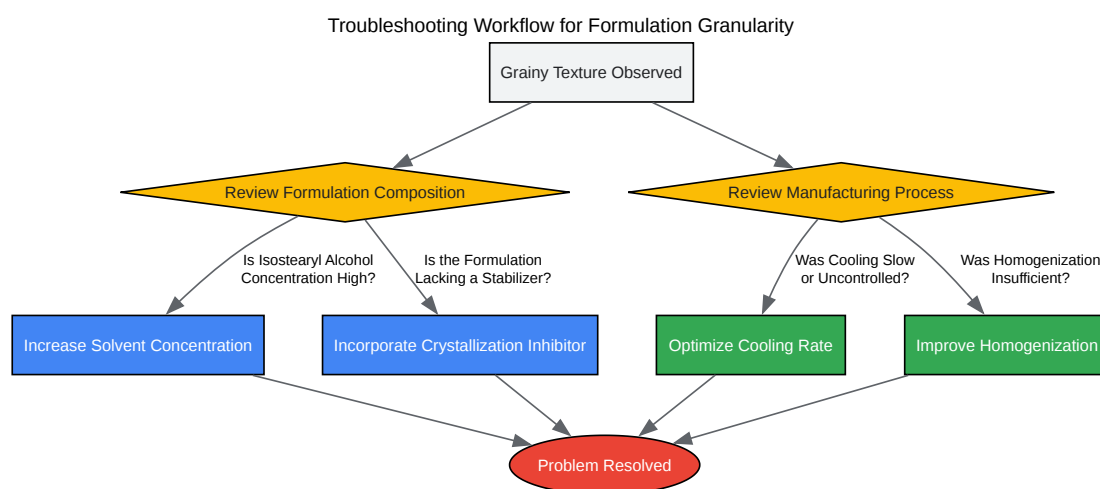 Troubleshooting Workflow for Formulation Granularity
Grainy Texture Observed
Review Formulation Composition
Review Manufacturing Process
Is Isostearyl Alcohol
Concentration High?
Is the Formulation
Lacking a Stabilizer?
Was Cooling Slow
or Uncontrolled?
Was Homogenization
Insufficient?
Increase Solvent Concentration
Incorporate Crystallization Inhibitor
Optimize Cooling Rate
Improve Homogenization
Problem Resolved